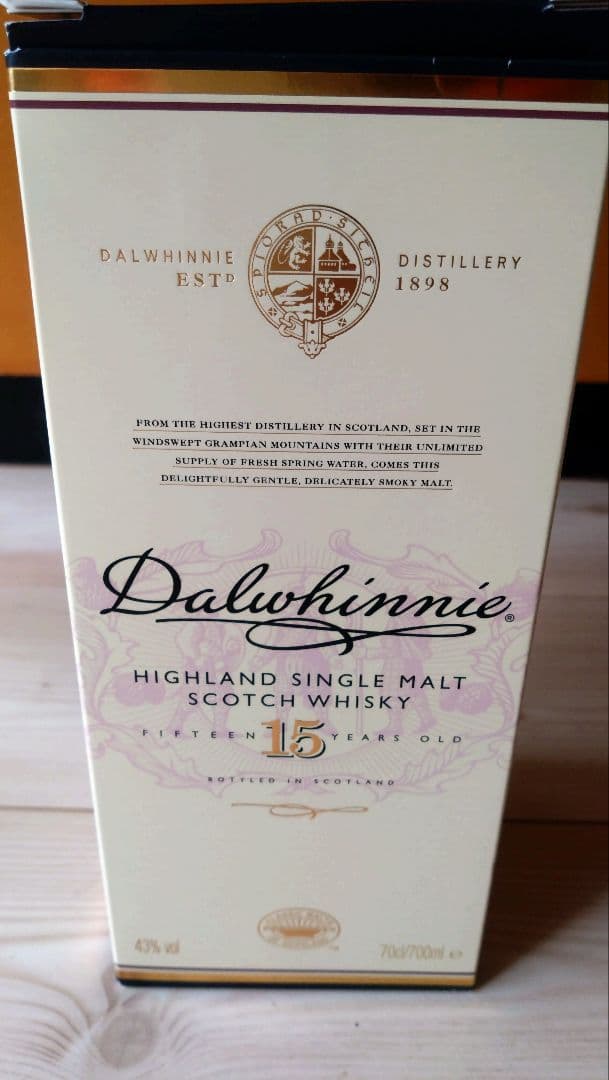 DALWHINNIE
ESTD
SPIORAD · SITHEIL
DISTILLERY
1898
FROM THE HIGHEST DISTILLERY IN SCOTLAND, SET IN THE
WINDSWEPT GRAMPIAN MOUNTAINS WITH THEIR UNLIMITED
SUPPLY OF FRESH SPRING WATER, COMES THIS
DELIGHTFULLY GENTLE, DELICATELY SMOKY MALT.
Dalwhinnie®
HIGHLAND SINGLE MALT
SCOTCH WHISKY
FIFTEEN 15 YEARS OLD
BOTTLED IN SCOTLAND
43% vol
70cl/700ml ℮